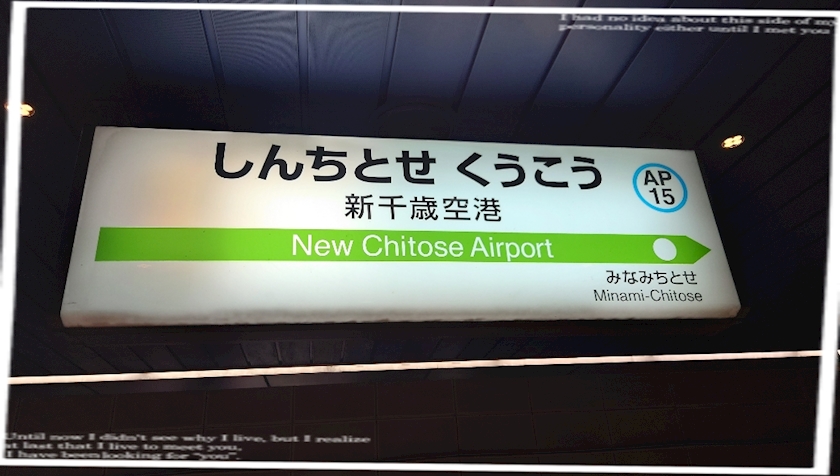 I had no idea about this side of my
personality either until I met you
しんちとせ くうこう
AP
15
新千歳空港
New Chitose Airport
みなみちとせ
Minami-Chitose
Until now I didn't see why I live, but I realize
at last that I live to meet you,
I have been looking for "you".